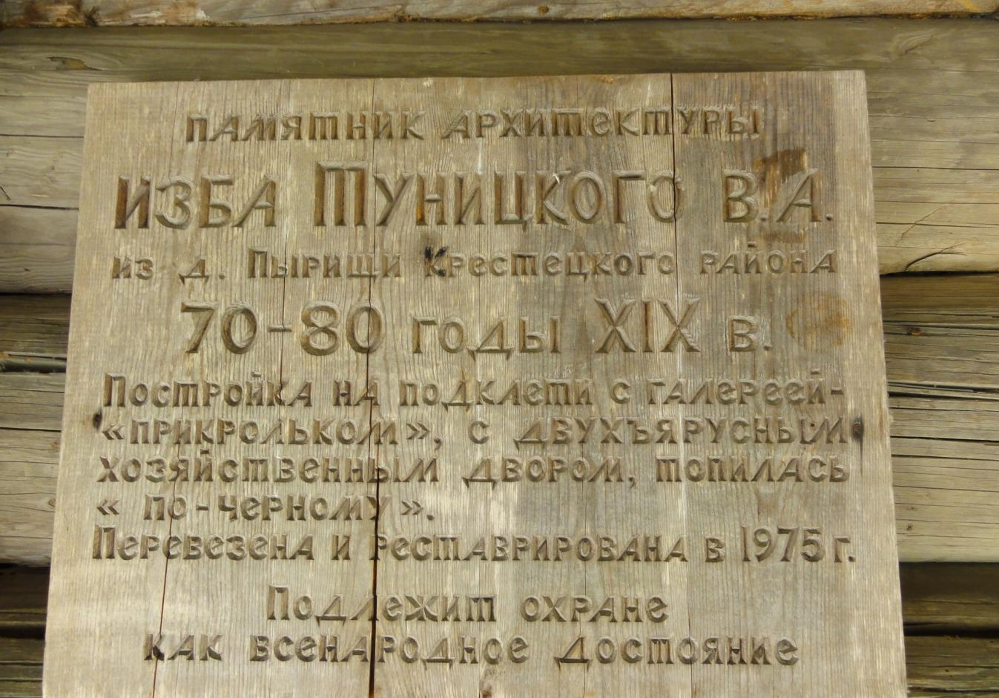 ПАМЯТНИК АРХИТЕКТУРЫ
ИЗБА ПУНИЦКОГО В.А.
ИЗ Д. ПЫРИЩИ КРЕСТЕЦКОГО РАЙОНА
70-80 ГОДЫ XIX В.
ПОСТРОЙКА НА ПОДКЛЕТИ С ГАЛЕРЕЕЙ-
«ПРИКРОЛЬКОМ», С ДВУХЪЯРУСНЫМ
ХОЗЯЙСТВЕННЫМ ДВОРОМ, ТОПИЛАСЬ
« ПО-ЧЕРНОМУ ».
ПЕРЕВЕЗЕНА И РЕСТАВРИРОВАНА В 1975 Г.
ПОДЛЕЖИТ ОХРАНЕ
КАК ВСЕНАРОДНОЕ ДОСТОЯНИЕ